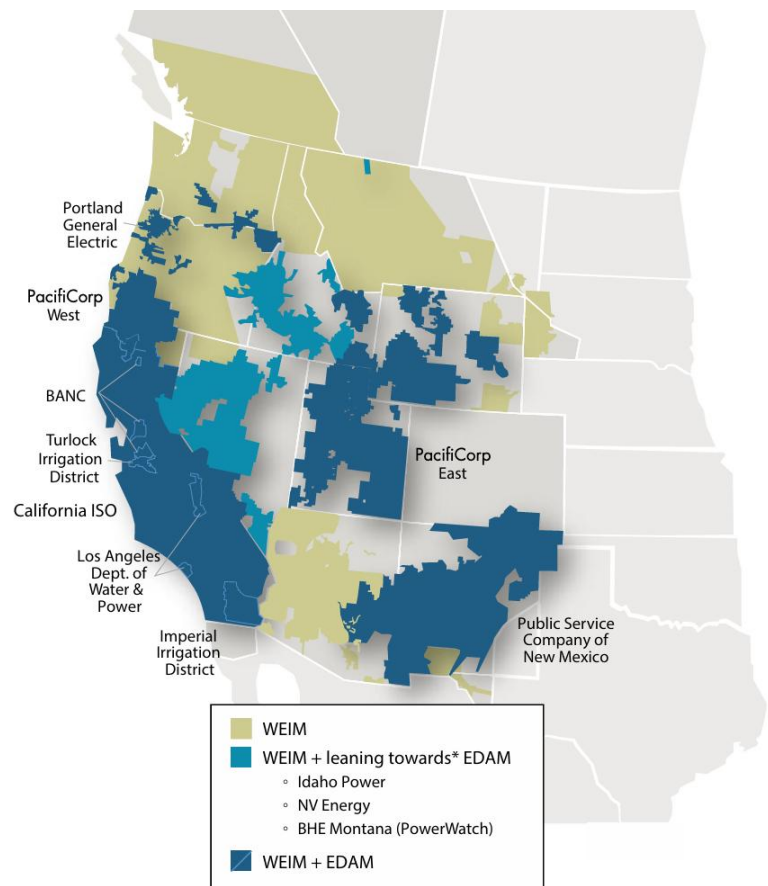 Portland
General
Electric
PacifiCorp
West
BANC
Turlock
Irrigation
District
California ISO
Los Angeles
Dept. of
Water &
Power
Imperial
Irrigation
District
PacifiCorp
East
Public Service
Company of
New Mexico
WEIM
WEIM + leaning towards* EDAM
◦ Idaho Power
◦ NV Energy
◦ BHE Montana (PowerWatch)
WEIM + EDAM